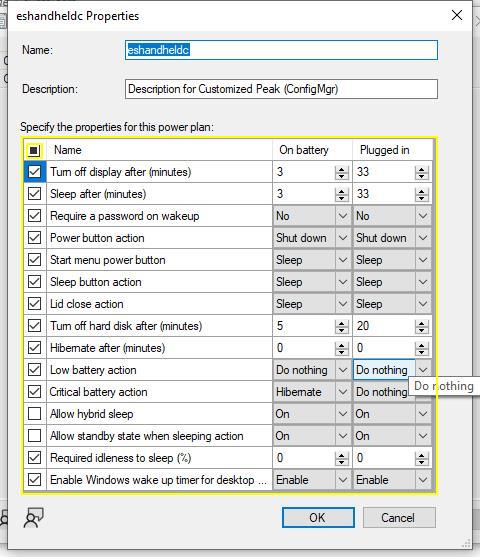 eshandheldc Properties
Name: eshandheldc
Description: Description for Customized Peak (ConfigMgr)
Specify the properties for this power plan:
Name On battery Plugged in
Turn off display after (minutes) 3 33
Sleep after (minutes) 3 33
Require a password on wakeup No No
Power button action Shut down Shut down
Start menu power button Sleep Sleep
Sleep button action Sleep Sleep
Lid close action Sleep Sleep
Turn off hard disk after (minutes) 5 20
Hibernate after (minutes) 0 0
Low battery action Do nothing Do nothing
Do nothing
Critical battery action Hibernate Do nothing
Allow hybrid sleep On On
Allow standby state when sleeping action On On
Required idleness to sleep (%) 0 0
Enable Windows wake up timer for desktop ... Enable Enable
OK Cancel